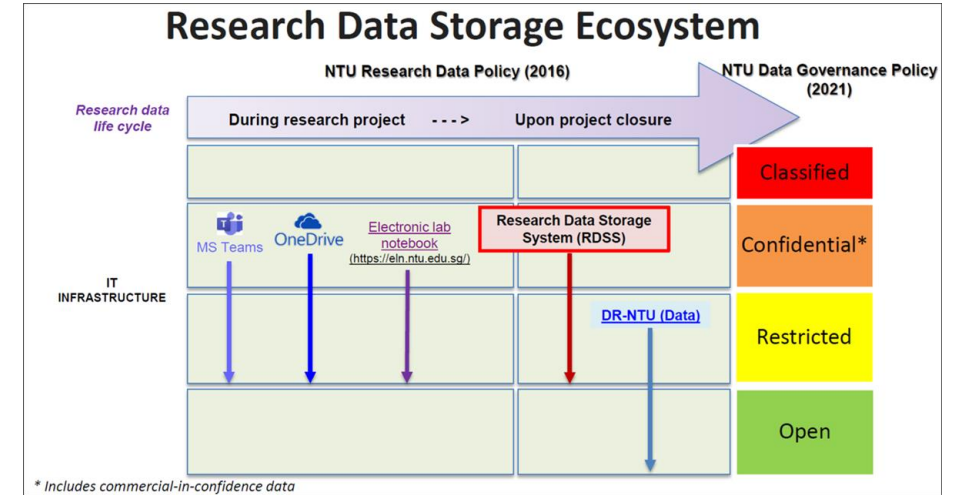 Research Data Storage Ecosystem
NTU Research Data Policy (2016)
NTU Data Governance Policy
(2021)
Research data
life cycle
During research project - - - > Upon project closure
Classified
MS Teams
OneDrive
Electronic lab
notebook
(https://eln.ntu.edu.sg/)
Research Data Storage
System (RDSS)
Confidential*
IT
INFRASTRUCTURE
DR-NTU (Data)
Restricted
Open
* Includes commercial-in-confidence data